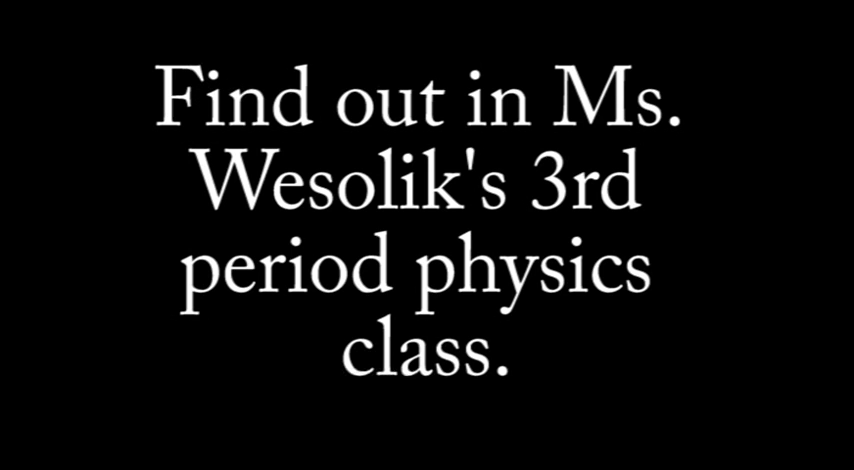 Find out in Ms.
Wesolik's 3rd
period physics
class.